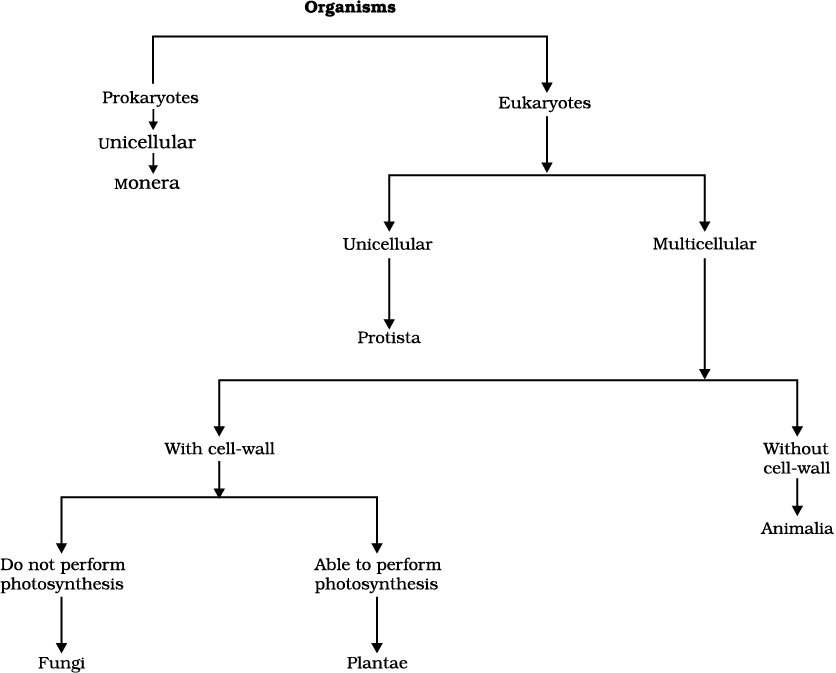 Organisms
Prokaryotes
Eukaryotes
Unicellular
Monera
Unicellular
Multicellular
Protista
With cell-wall
Without
cell-wall
Animalia
Do not perform
photosynthesis
Able to perform
photosynthesis
Fungi
Plantae